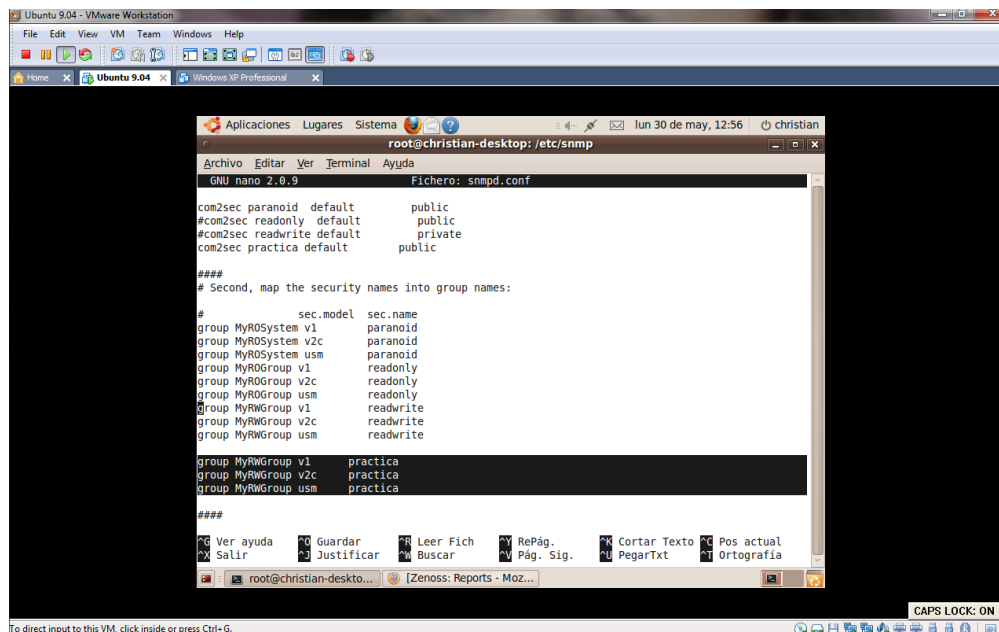 Ubuntu 9.04 - VMware Workstation
File Edit View VM Team Windows Help
Home x Ubuntu 9.04 x Windows XP Professional x
Aplicaciones Lugares Sistema lun 30 de may, 12:56 christian
root@christian-desktop: /etc/snmp
Archivo Editar Ver Terminal Ayuda
GNU nano 2.0.9 Fichero: snmpd.conf
com2sec paranoid default public
#com2sec readonly default public
#com2sec readwrite default private
com2sec practica default public
####
# Second, map the security names into group names:
# sec.model sec.name
group MyROSystem v1 paranoid
group MyROSystem v2c paranoid
group MyROSystem usm paranoid
group MyROGroup v1 readonly
group MyROGroup v2c readonly
group MyROGroup usm readonly
group MyRWGroup v1 readwrite
group MyRWGroup v2c readwrite
group MyRWGroup usm readwrite
group MyRWGroup v1 practica
group MyRWGroup v2c practica
group MyRWGroup usm practica
####
^G Ver ayuda ^O Guardar ^R Leer Fich ^Y RePág. ^K Cortar Texto ^C Pos actual
^X Salir ^J Justificar ^W Buscar ^V Pág. Sig. ^U PegarTxt ^T Ortografía
root@christian-deskto... [Zenoss: Reports - Moz...
CAPS LOCK: ON
To direct input to this VM, click inside or press Ctrl+G.